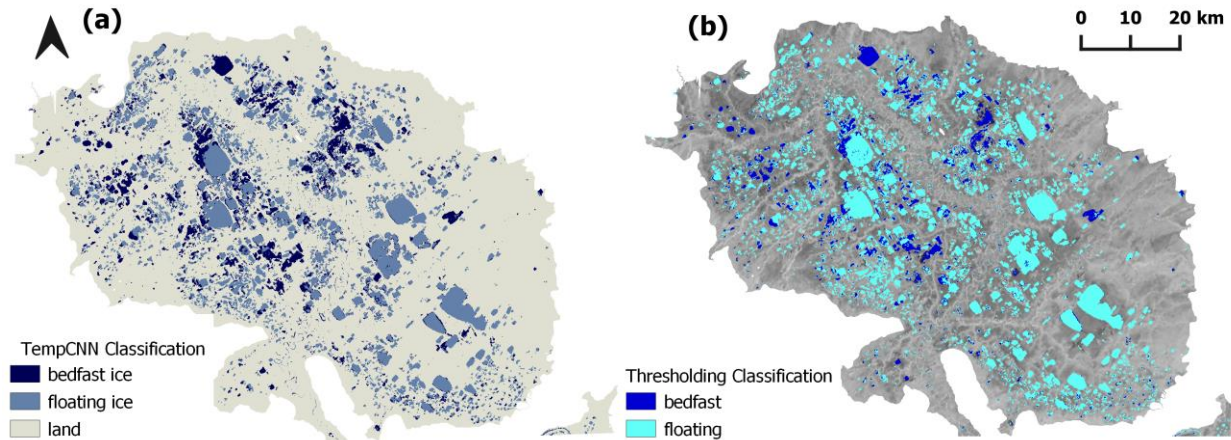 (a)
(b)
0 10 20 km
TempCNN Classification
bedfast ice
floating ice
land
Thresholding Classification
bedfast
floating